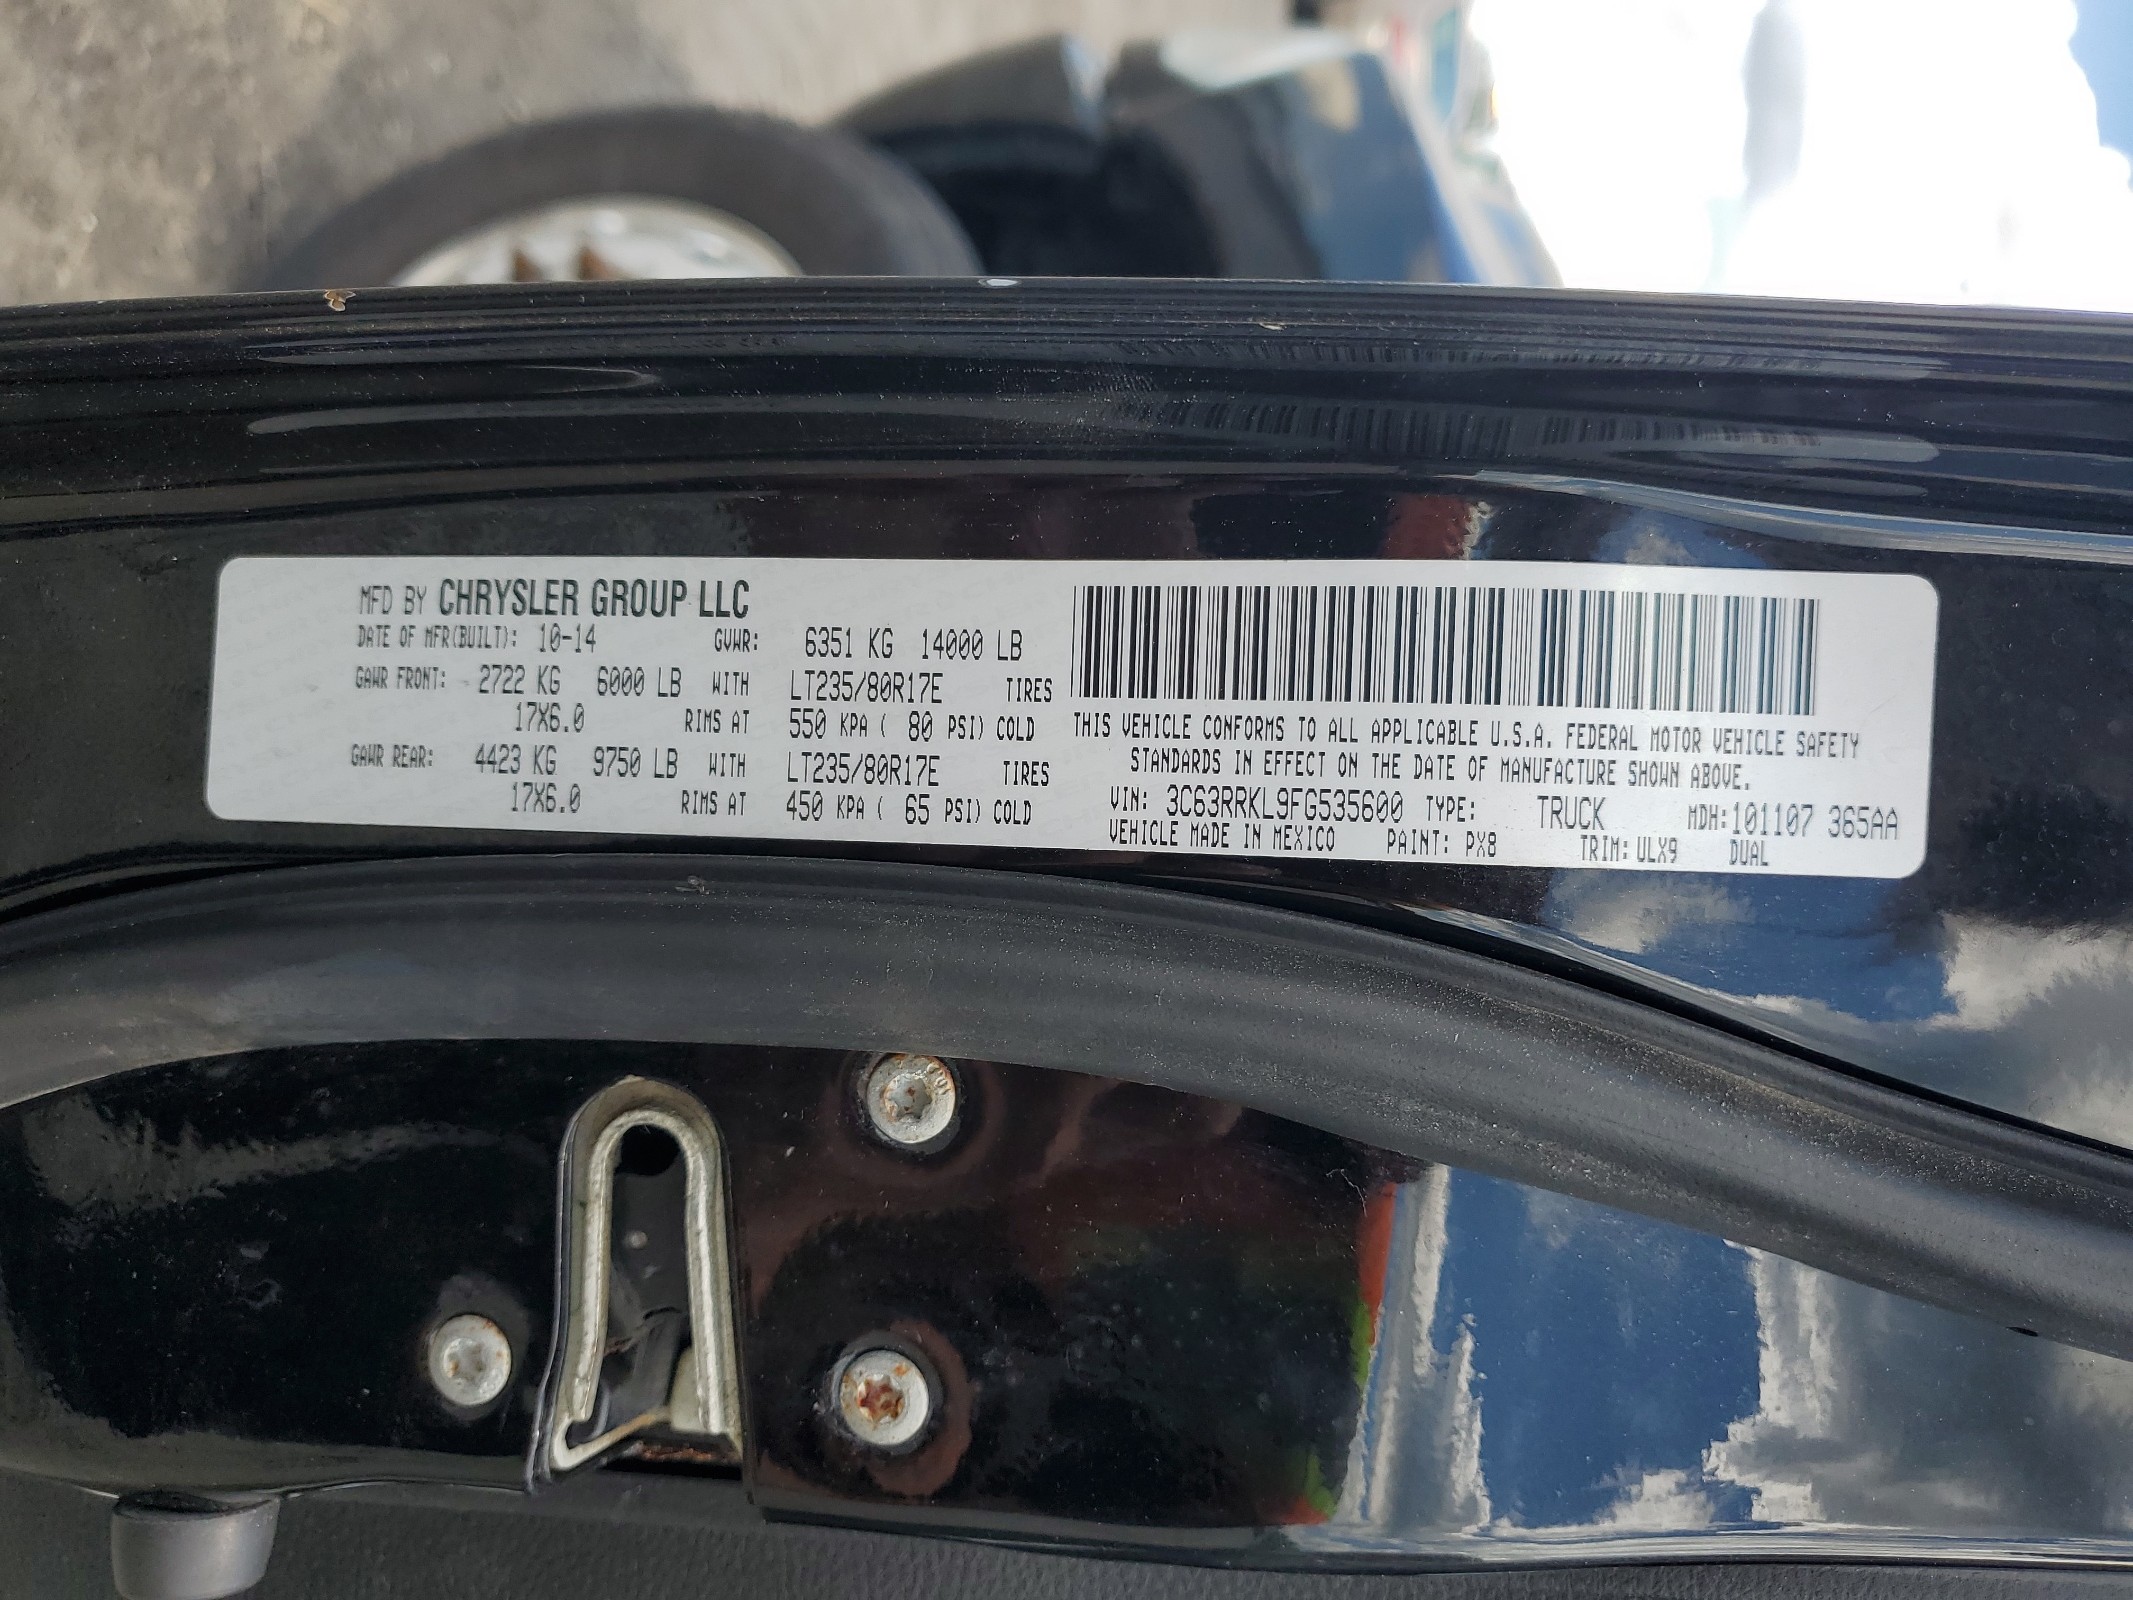 MFD BY CHRYSLER GROUP LLC
DATE OF MFR(BUILT): 10-14 GVWR: 6351 KG 14000 LB
GAWR FRONT: 2722 KG 6000 LB WITH LT235/80R17E TIRES
17X6.0 RIMS AT 550 KPA ( 80 PSI) COLD
GAWR REAR: 4423 KG 9750 LB WITH LT235/80R17E TIRES
17X6.0 RIMS AT 450 KPA ( 65 PSI) COLD
THIS VEHICLE CONFORMS TO ALL APPLICABLE U.S.A. FEDERAL MOTOR VEHICLE SAFETY
STANDARDS IN EFFECT ON THE DATE OF MANUFACTURE SHOWN ABOVE.
VIN: 3C63RRKL9FG535600 TYPE: TRUCK MDH:101107 365AA
VEHICLE MADE IN MEXICO PAINT: PX8 TRIM: ULX9 DUAL